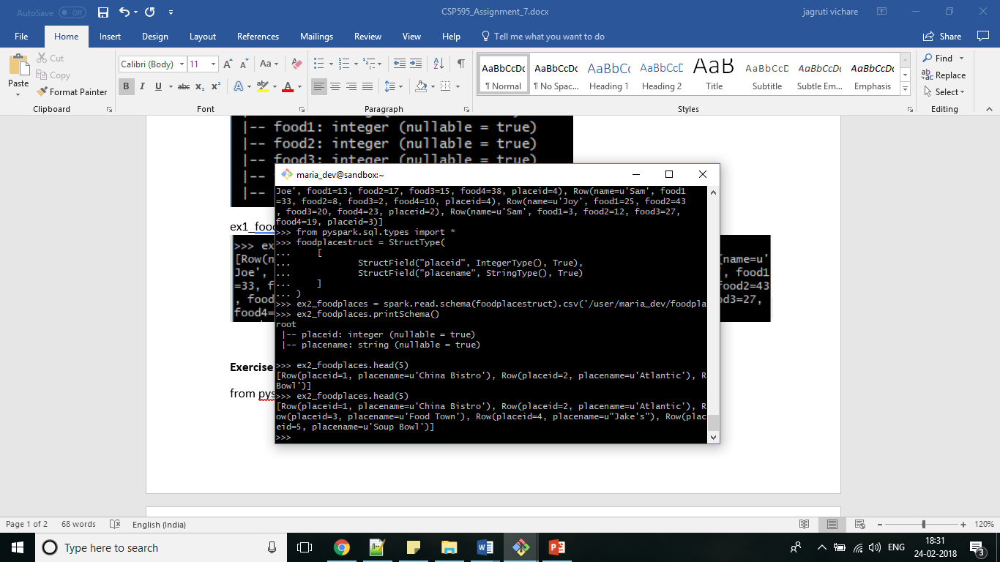 AutoSave Off
CSP595_Assignment_7.docx
jagruti vichare
File Home Insert Design Layout References Mailings Review View Help Tell me what you want to do Share
Paste
Cut
Copy
Format Painter
Clipboard
Calibri (Body) 11
B I U abc x₂ x²
Font
Paragraph
AaBbCcDc AaBbCcDc AaBbCc AaBbCcD AaB AaBbCcD AaBbCcDc AaBbCcDc
¶ Normal ¶ No Spac... Heading 1 Heading 2 Title Subtitle Subtle Em... Emphasis
Styles
Find
Replace
Select
Editing
|-- food1: integer (nullable = true)
|-- food2: integer (nullable = true)
|-- food3: integer (nullable = true)
|--
|--
ex1_food
>>> ex
[Row(n
Joe',
=33, f
, food
food4=
(name=u'
, food1
food2=43
od3=27,
Exercise
from pys
maria_dev@sandbox:~
Joe', food1=13, food2=17, food3=15, food4=38, placeid=4), Row(name=u'Sam', food1
=33, food2=8, food3=2, food4=10, placeid=4), Row(name=u'Joy', food1=25, food2=43
, food3=20, food4=23, placeid=2), Row(name=u'Sam', food1=3, food2=12, food3=27,
food4=19, placeid=3)]
>>> from pyspark.sql.types import *
>>> foodplacestruct = StructType(
... [
... StructField("placeid", IntegerType(), True),
... StructField("placename", StringType(), True)
... ]
... )
>>> ex2_foodplaces = spark.read.schema(foodplacestruct).csv('/user/maria_dev/foodpla
>>> ex2_foodplaces.printSchema()
root
|-- placeid: integer (nullable = true)
|-- placename: string (nullable = true)
>>> ex2_foodplaces.head(5)
[Row(placeid=1, placename=u'China Bistro'), Row(placeid=2, placename=u'Atlantic'), R
Bowl')]
>>> ex2_foodplaces.head(5)
[Row(placeid=1, placename=u'China Bistro'), Row(placeid=2, placename=u'Atlantic'), R
ow(placeid=3, placename=u'Food Town'), Row(placeid=4, placename=u"Jake's"), Row(plac
eid=5, placename=u'Soup Bowl')]
>>>
Page 1 of 2 68 words English (India) 120%
Type here to search
ENG
18:31
24-02-2018
3